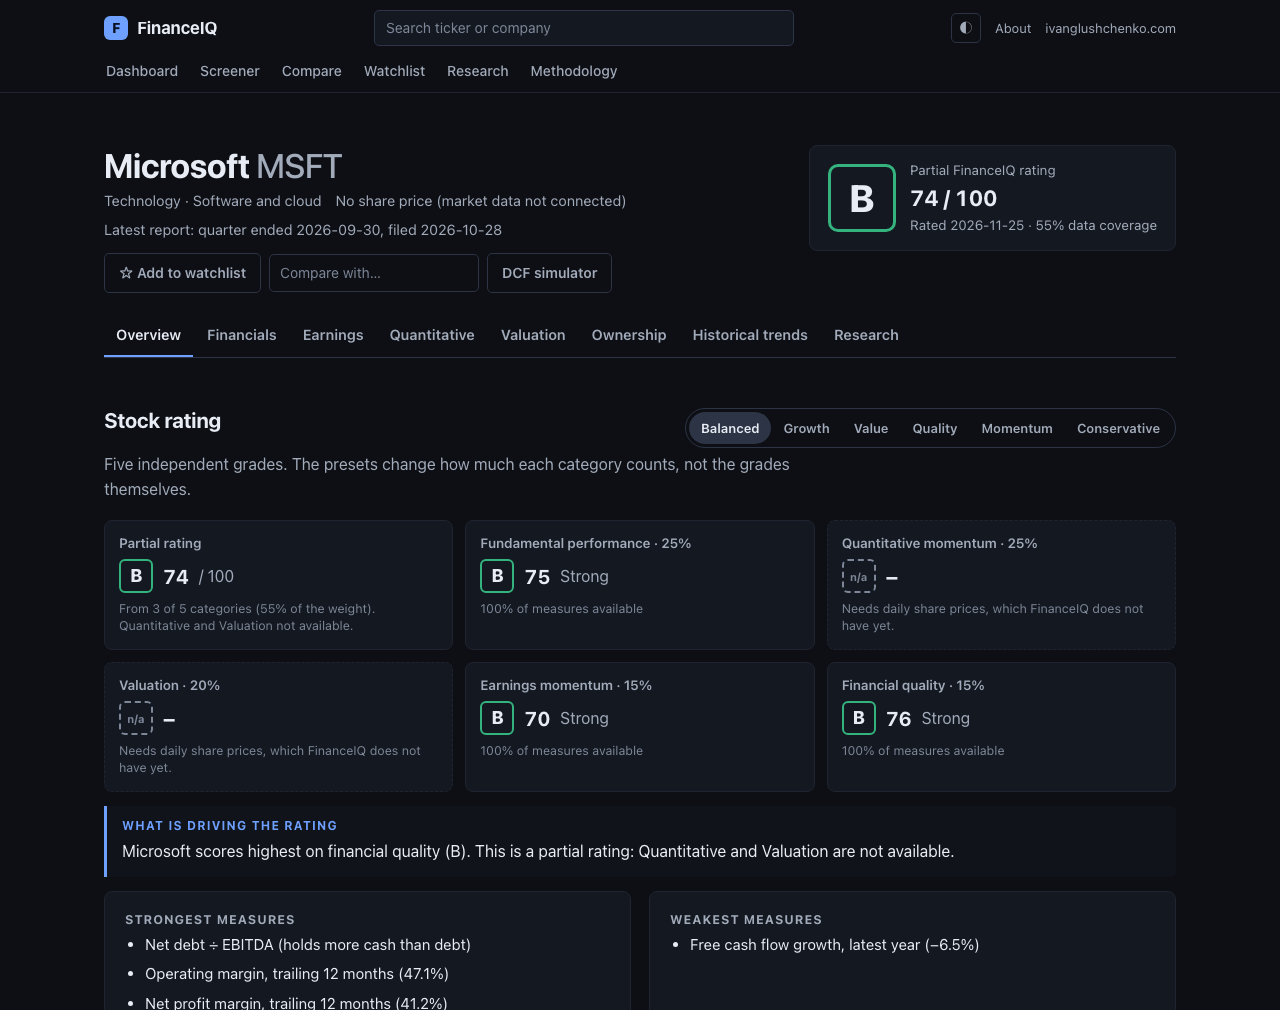 F FinanceIQ
Search ticker or company
About ivanglushchenko.com
Dashboard Screener Compare Watchlist Research Methodology
Microsoft MSFT
Technology · Software and cloud No share price (market data not connected)
Latest report: quarter ended 2026-09-30, filed 2026-10-28
☆ Add to watchlist
Compare with...
DCF simulator
B
Partial FinanceIQ rating
74 / 100
Rated 2026-11-25 · 55% data coverage
Overview Financials Earnings Quantitative Valuation Ownership Historical trends Research
Stock rating
Balanced Growth Value Quality Momentum Conservative
Five independent grades. The presets change how much each category counts, not the grades
themselves.
Partial rating
B 74 / 100
From 3 of 5 categories (55% of the weight).
Quantitative and Valuation not available.
Fundamental performance · 25%
B 75 Strong
100% of measures available
Quantitative momentum · 25%
n/a –
Needs daily share prices, which FinanceIQ does not
have yet.
Valuation · 20%
n/a –
Needs daily share prices, which FinanceIQ does not
have yet.
Earnings momentum · 15%
B 70 Strong
100% of measures available
Financial quality · 15%
B 76 Strong
100% of measures available
WHAT IS DRIVING THE RATING
Microsoft scores highest on financial quality (B). This is a partial rating: Quantitative and Valuation are not available.
STRONGEST MEASURES
• Net debt ÷ EBITDA (holds more cash than debt)
• Operating margin, trailing 12 months (47.1%)
• Net profit margin, trailing 12 months (41.2%)
WEAKEST MEASURES
• Free cash flow growth, latest year (−6.5%)